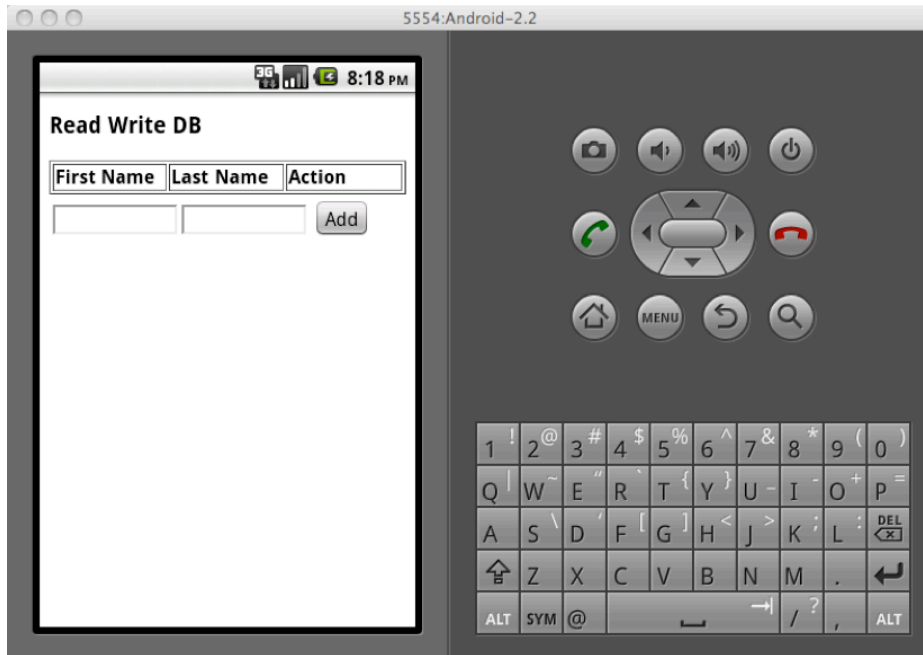 5554:Android-2.2
3G 8:18 PM
Read Write DB
First Name Last Name Action
Add
MENU
1 ! 2 @ 3 # 4 $ 5 % 6 ^ 7 & 8 * 9 ( 0 )
Q | W ~ E " R ` T { Y } U _ I - O + P =
A S \ D ' F [ G ] H < J > K ; L : DEL
Z X C V B N M .
ALT SYM @ / ? , ALT